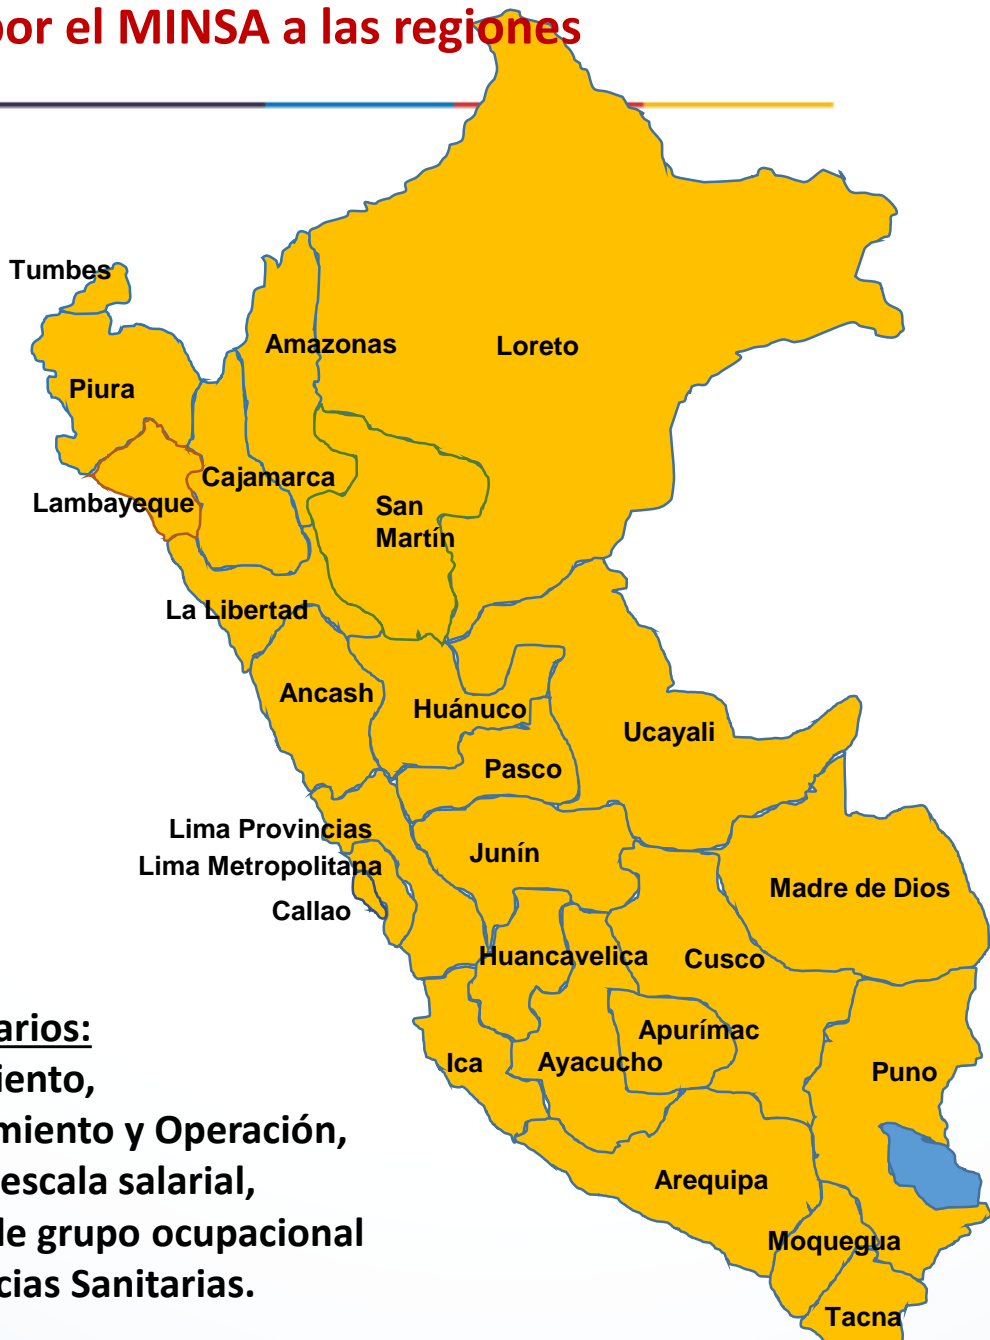 por el MINSA a las regiones
Tumbes
Amazonas
Loreto
Piura
Cajamarca
Lambayeque
San
Martín
La Libertad
Ancash
Huánuco
Ucayali
Pasco
Lima Provincias
Junín
Lima Metropolitana
Madre de Dios
Callao
Huancavelica
Cusco
arios:
Apurímac
iento,
Ica
Ayacucho
Puno
miento y Operación,
escala salarial,
Arequipa
de grupo ocupacional
Moquegua
cias Sanitarias.
Tacna